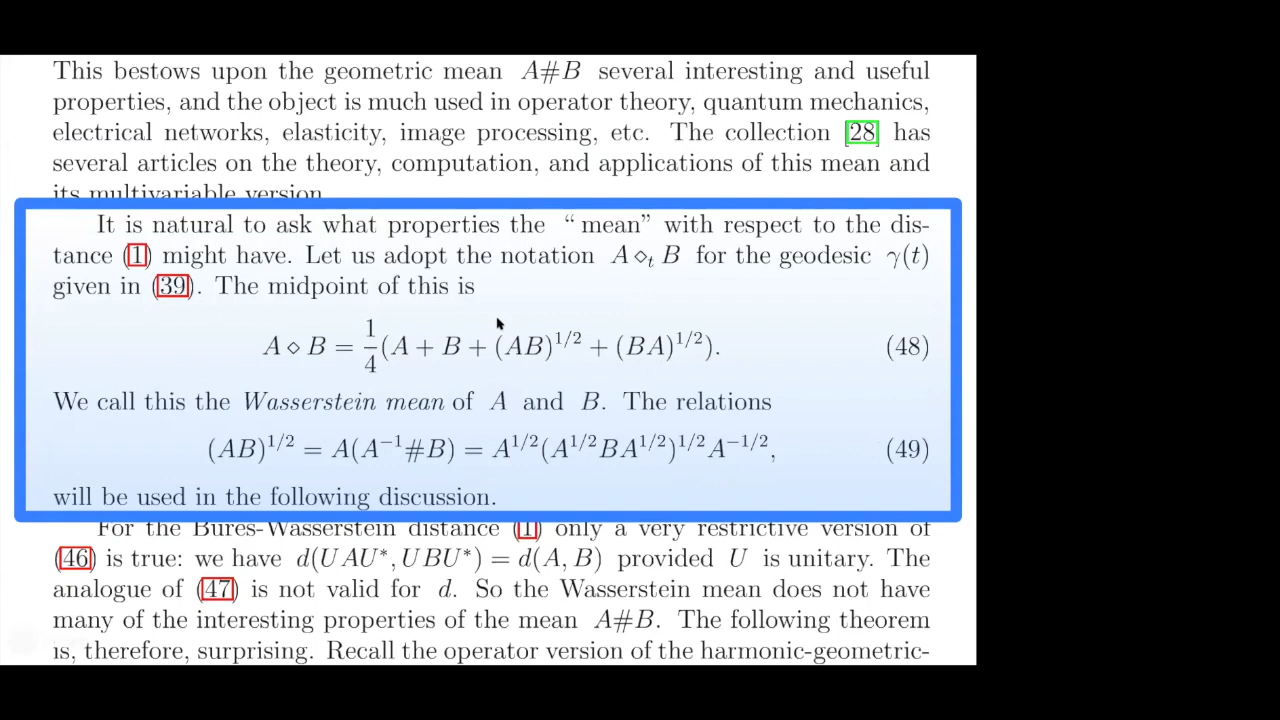 This bestows upon the geometric mean A#B several interesting and useful
properties, and the object is much used in operator theory, quantum mechanics,
electrical networks, elasticity, image processing, etc. The collection [28] has
several articles on the theory, computation, and applications of this mean and
its multivariable version
It is natural to ask what properties the “ mean” with respect to the dis-
tance (1) might have. Let us adopt the notation A ⋄_t B for the geodesic γ(t)
given in (39). The midpoint of this is
A ⋄ B = 1/4 (A + B + (AB)^{1/2} + (BA)^{1/2}). (48)
We call this the Wasserstein mean of A and B. The relations
(AB)^{1/2} = A(A^{-1}#B) = A^{1/2}(A^{1/2}BA^{1/2})^{1/2}A^{-1/2}, (49)
will be used in the following discussion.
For the Bures-Wasserstein distance (1) only a very restrictive version of
(46) is true: we have d(UAU*, UBU*) = d(A, B) provided U is unitary. The
analogue of (47) is not valid for d. So the Wasserstein mean does not have
many of the interesting properties of the mean A#B. The following theorem
is, therefore, surprising. Recall the operator version of the harmonic-geometric-